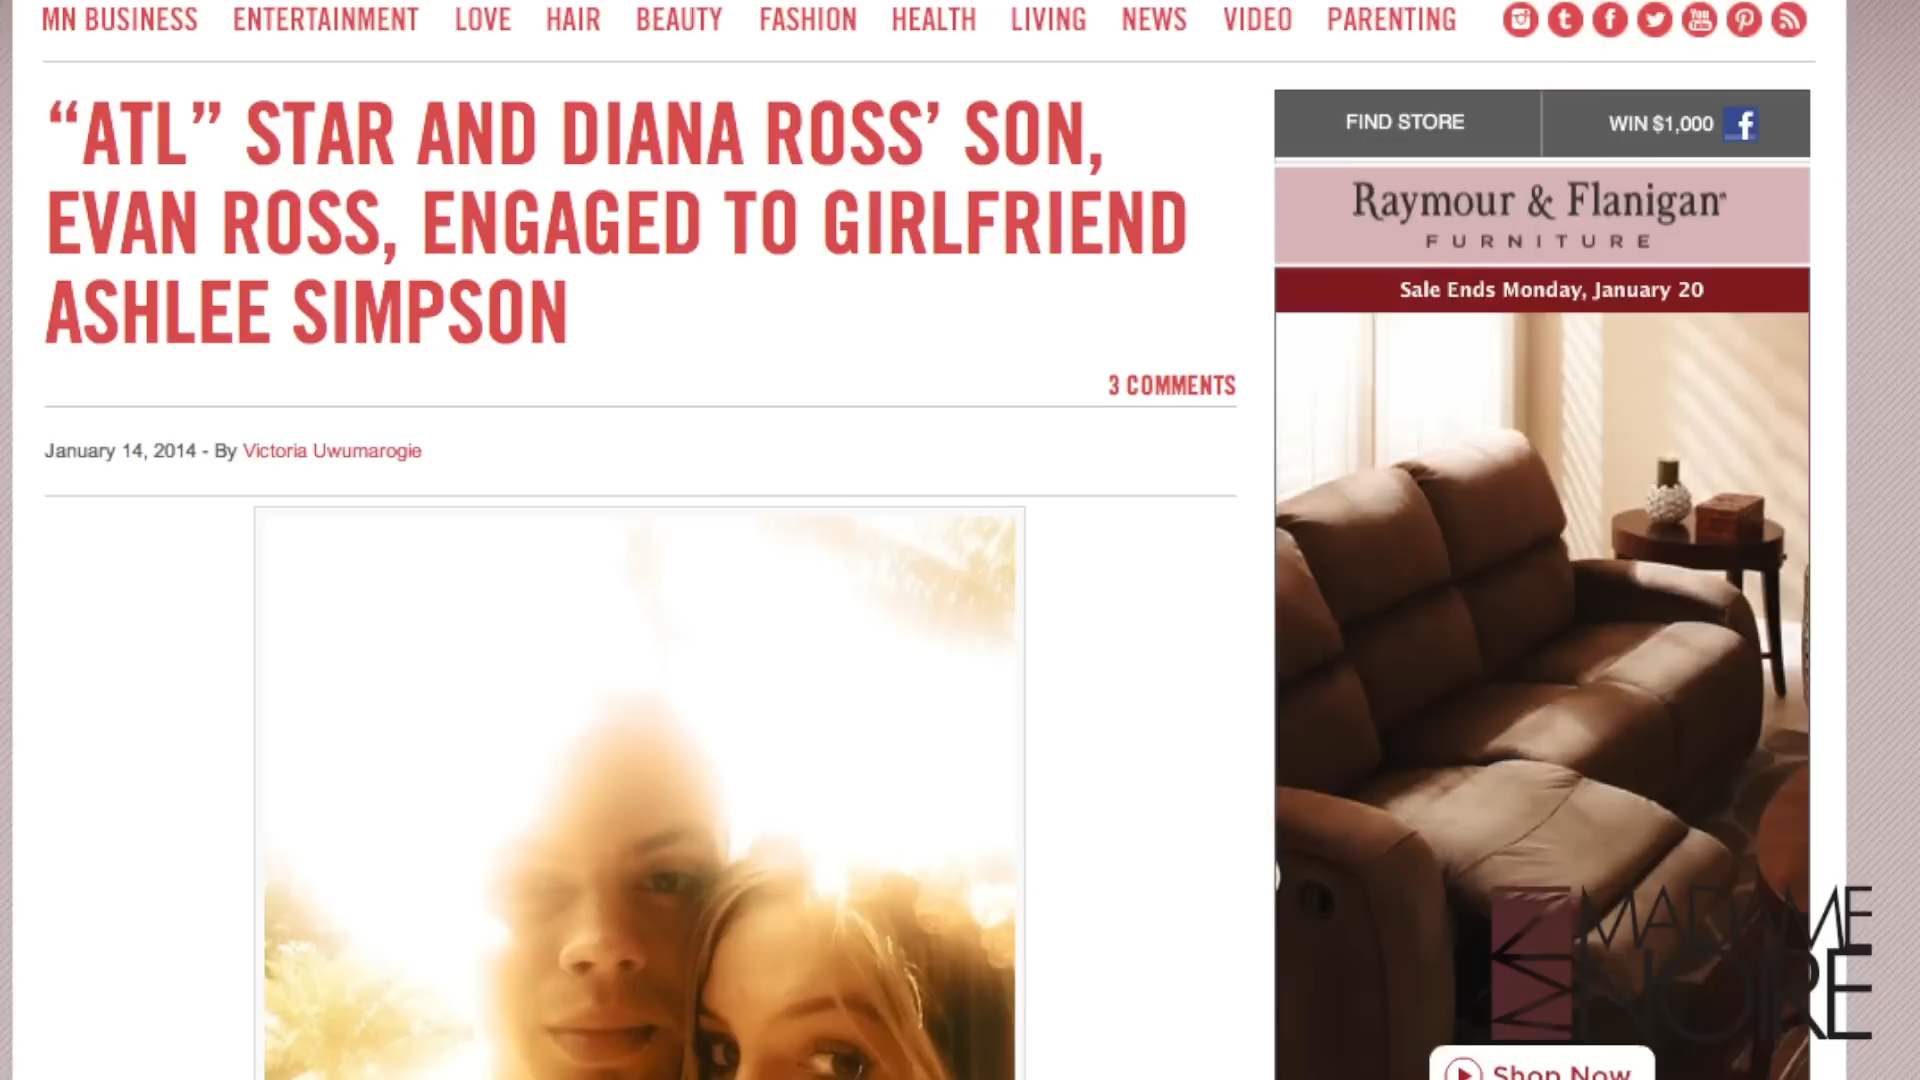 MN BUSINESS ENTERTAINMENT LOVE HAIR BEAUTY FASHION HEALTH LIVING NEWS VIDEO PARENTING
“ATL” STAR AND DIANA ROSS’ SON,
EVAN ROSS, ENGAGED TO GIRLFRIEND
ASHLEE SIMPSON
3 COMMENTS
January 14, 2014 - By Victoria Uwumarogie
FIND STORE
WIN $1,000
Raymour & Flanigan
FURNITURE
Sale Ends Monday, January 20
Shop Now
MADAME
NOIRE